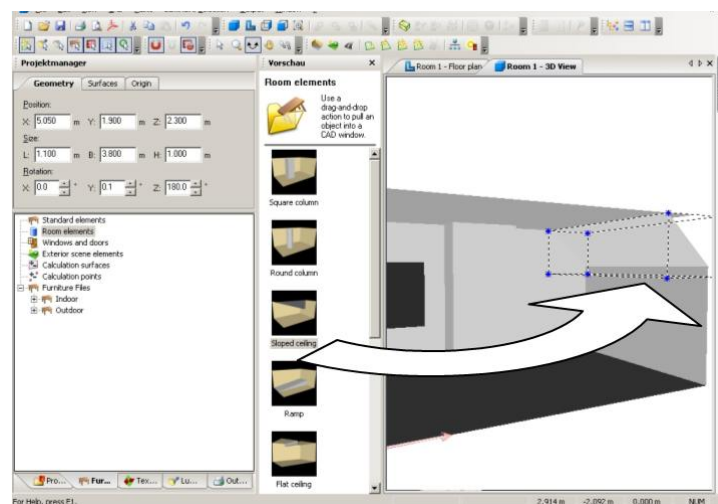 Projektmanager
Geometry Surfaces Origin
Position:
X: 5.050 m Y: 1.900 m Z: 2.300 m
Size:
L: 1.100 m B: 3.800 m H: 1.000 m
Rotation:
X: 0.0 ° Y: 0.1 ° Z: 180.0 °
Standard elements
Room elements
Windows and doors
Exterior scene elements
Calculation surfaces
Calculation points
Furniture Files
Indoor
Outdoor
Pro... Fur... Tex... Lu... Out...
Vorschau
Room elements
Use a
drag-and-drop
action to pull an
object into a
CAD window.
Square column
Round column
Sloped ceiling
Ramp
Flat ceiling
Room 1 - Floor plan Room 1 - 3D View
For Help, press F1.
2.914 m -2.092 m 0.000 m NUM